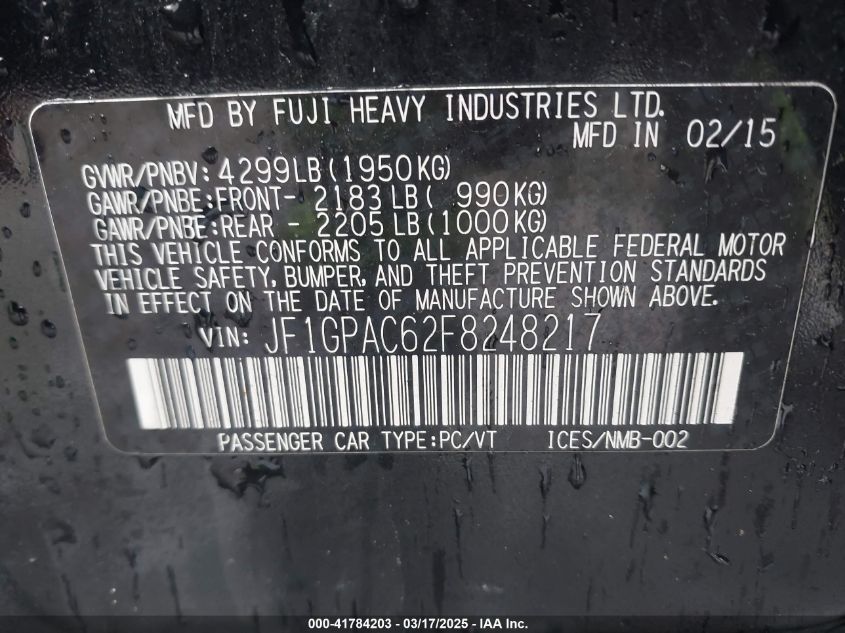 MFD BY FUJI HEAVY INDUSTRIES LTD.
MFD IN 02/15
GVWR/PNBV: 4299LB (1950KG)
GAWR/PNBE:FRONT- 2183 LB ( 990KG)
GAWR/PNBE:REAR - 2205 LB (1000KG)
THIS VEHICLE CONFORMS TO ALL APPLICABLE FEDERAL MOTOR
VEHICLE SAFETY, BUMPER, AND THEFT PREVENTION STANDARDS
IN EFFECT ON THE DATE OF MANUFACTURE SHOWN ABOVE.
VIN: JF1GPAC62F8248217
PASSENGER CAR TYPE:PC/VT ICES/NMB-002
000-41784203 - 03/17/2025 - IAA Inc.